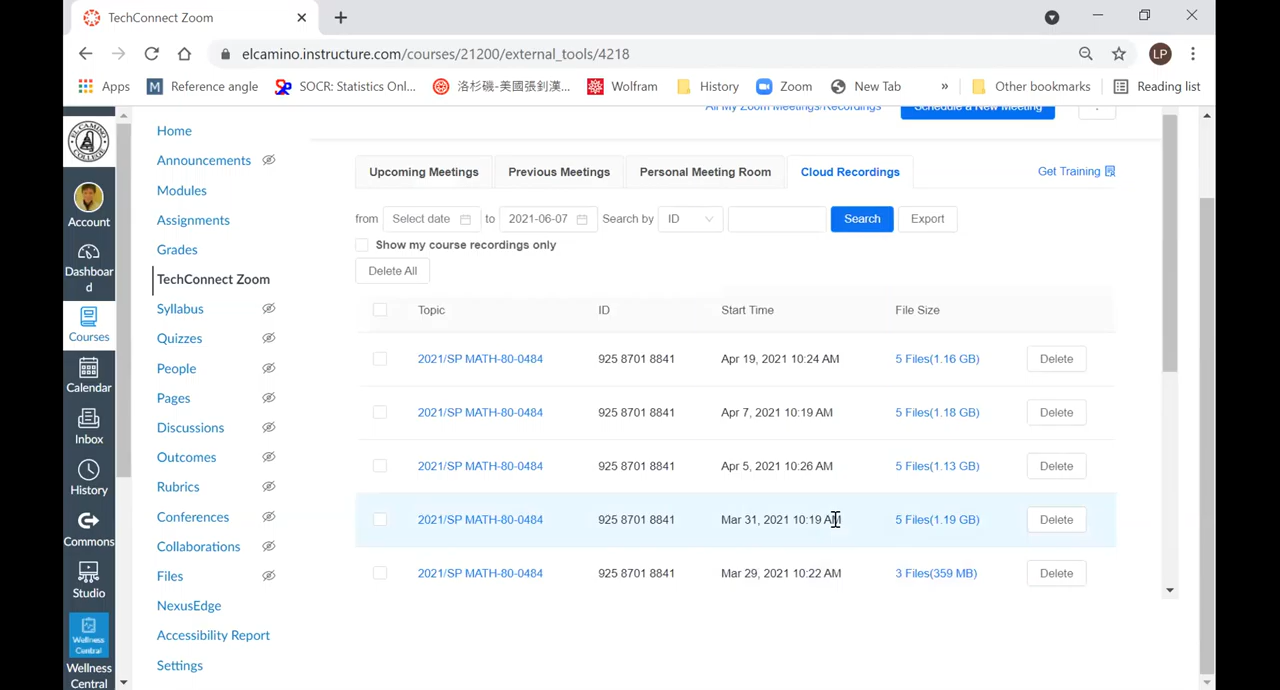 TechConnect Zoom
elcamino.instructure.com/courses/21200/external_tools/4218
LP
Apps
M Reference angle
SOCR: Statistics Onl...
洛杉磯-美國張釗漢...
Wolfram
History
Zoom
New Tab
»
Other bookmarks
Reading list
All My Zoom Meetings/Recordings
Schedule a New Meeting
EL CAMINO COLLEGE
Account
Dashboar
d
Courses
Calendar
Inbox
History
Commons
Studio
Wellness
Central
Wellness
Central
Home
Announcements
Modules
Assignments
Grades
TechConnect Zoom
Syllabus
Quizzes
People
Pages
Discussions
Outcomes
Rubrics
Conferences
Collaborations
Files
NexusEdge
Accessibility Report
Settings
Upcoming Meetings
Previous Meetings
Personal Meeting Room
Cloud Recordings
Get Training
from Select date to 2021-06-07 Search by ID Search Export
Show my course recordings only
Delete All
Topic ID Start Time File Size
2021/SP MATH-80-0484 925 8701 8841 Apr 19, 2021 10:24 AM 5 Files(1.16 GB) Delete
2021/SP MATH-80-0484 925 8701 8841 Apr 7, 2021 10:19 AM 5 Files(1.18 GB) Delete
2021/SP MATH-80-0484 925 8701 8841 Apr 5, 2021 10:26 AM 5 Files(1.13 GB) Delete
2021/SP MATH-80-0484 925 8701 8841 Mar 31, 2021 10:19 AM 5 Files(1.19 GB) Delete
2021/SP MATH-80-0484 925 8701 8841 Mar 29, 2021 10:22 AM 3 Files(359 MB) Delete